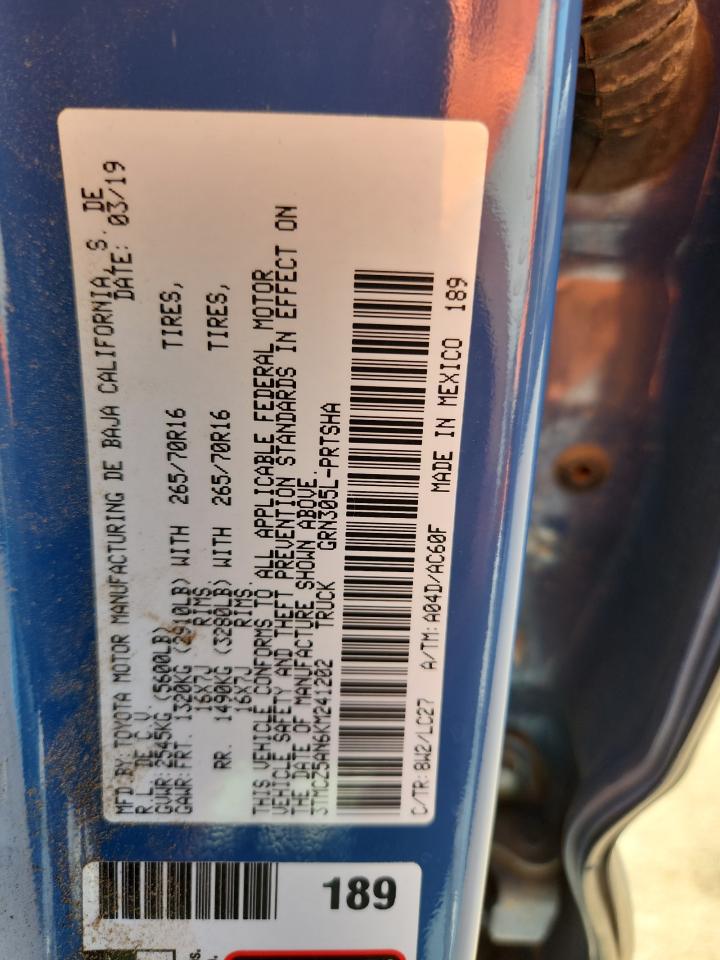 MFD BY: TOYOTA MOTOR MANUFACTURING DE BAJA CALIFORNIA, S. DE
R.L. DE C.V. DATE: 03/19
GVWR: 2545KG (5600LB)
GAWR: FRT. 1320KG (2910LB) WITH 265/70R16 TIRES,
16X7J RIMS
RR. 1490KG (3280LB) WITH 265/70R16 TIRES,
16X7J RIMS.
THIS VEHICLE CONFORMS TO ALL APPLICABLE FEDERAL MOTOR
VEHICLE SAFETY AND THEFT PREVENTION STANDARDS IN EFFECT ON
THE DATE OF MANUFACTURE SHOWN ABOVE.
3TMCZ5AN6KM241202 TRUCK GRN305L-PRTSHA
C/TR: 8W2/LC27 A/TM: A04D/AC60F MADE IN MEXICO 189
189